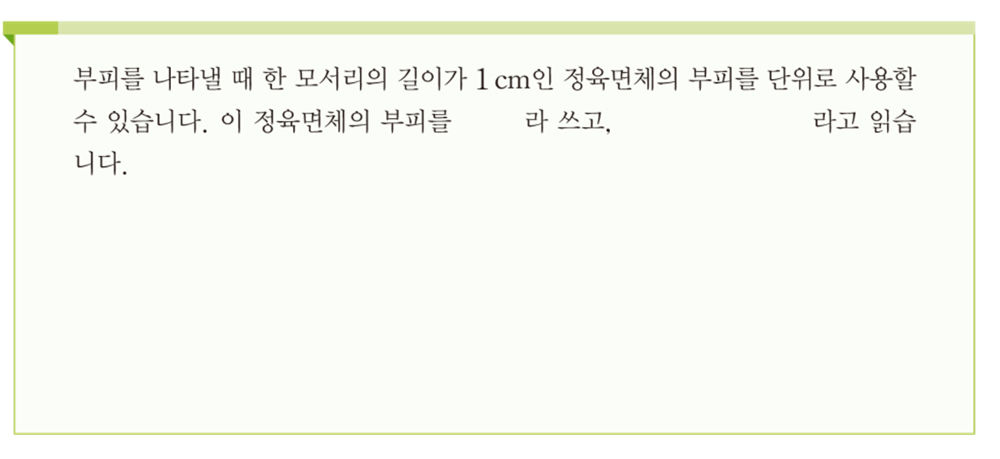 부피를 나타낼 때 한 모서리의 길이가 1 cm인 정육면체의 부피를 단위로 사용할
수 있습니다. 이 정육면체의 부피를 라 쓰고, 라고 읽습
니다.